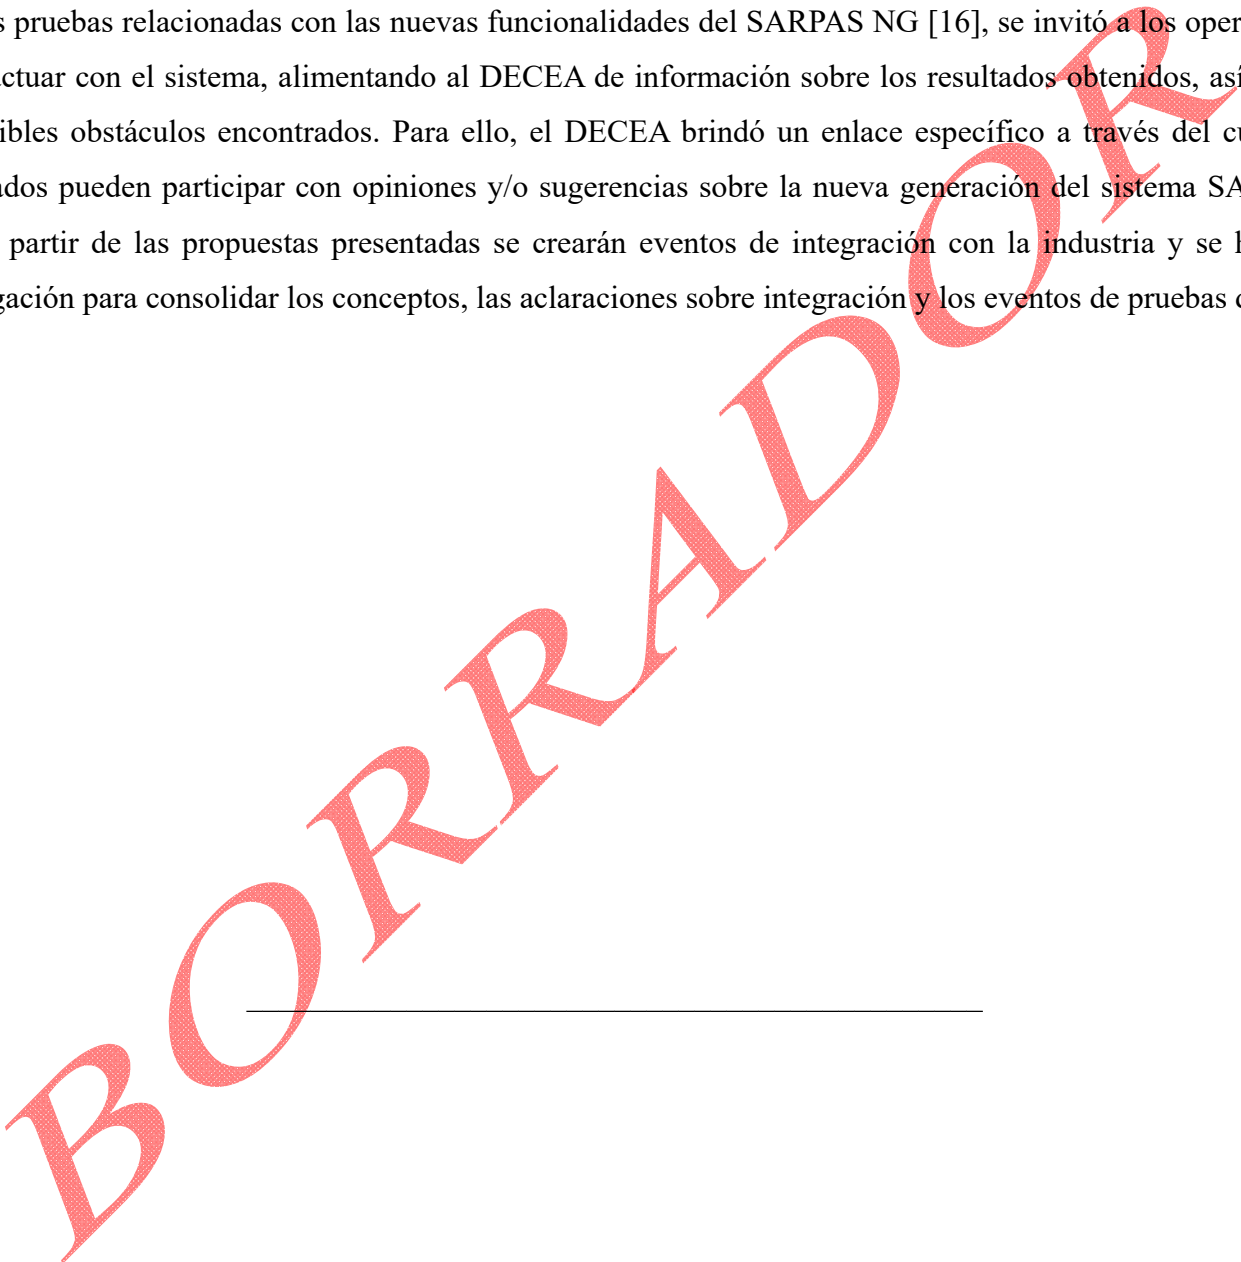 s pruebas relacionadas con las nuevas funcionalidades del SARPAS NG [16], se invitó a los oper
ctuar con el sistema, alimentando al DECEA de información sobre los resultados obtenidos, así
ibles obstáculos encontrados. Para ello, el DECEA brindó un enlace específico a través del cu
ados pueden participar con opiniones y/o sugerencias sobre la nueva generación del sistema SA
partir de las propuestas presentadas se crearán eventos de integración con la industria y se h
gación para consolidar los conceptos, las aclaraciones sobre integración y los eventos de pruebas
BORRADOR